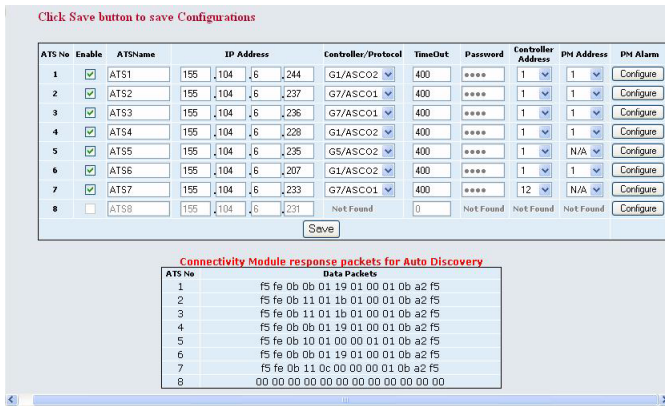 Click Save button to save Configurations
ATS No Enable ATSName IP Address Controller/Protocol TimeOut Password Controller Address PM Address PM Alarm
1 ATS1 155 .104 .6 .244 G1/ASCO2 400 •••• 1 1 Configure
2 ATS2 155 .104 .6 .237 G7/ASCO1 400 •••• 1 1 Configure
3 ATS3 155 .104 .6 .236 G7/ASCO1 400 •••• 1 1 Configure
4 ATS4 155 .104 .6 .228 G1/ASCO2 400 •••• 1 1 Configure
5 ATS5 155 .104 .6 .235 G5/ASCO2 400 •••• 1 N/A Configure
6 ATS6 155 .104 .6 .207 G1/ASCO2 400 •••• 1 1 Configure
7 ATS7 155 .104 .6 .233 G7/ASCO1 400 •••• 12 N/A Configure
8 ATS8 155 .104 .6 .231 Not Found 0 Not Found Not Found Not Found Configure
Save
Connectivity Module response packets for Auto Discovery
ATS No Data Packets
1 f5 fe 0b 0b 01 19 01 00 01 0b a2 f5
2 f5 fe 0b 11 01 1b 01 00 01 0b a2 f5
3 f5 fe 0b 11 01 1b 01 00 01 0b a2 f5
4 f5 fe 0b 0b 01 19 01 00 01 0b a2 f5
5 f5 fe 0b 10 01 00 00 01 01 0b a2 f5
6 f5 fe 0b 0b 01 19 01 00 01 0b a2 f5
7 f5 fe 0b 11 0c 00 00 00 01 0b a2 f5
8 00 00 00 00 00 00 00 00 00 00 00 00